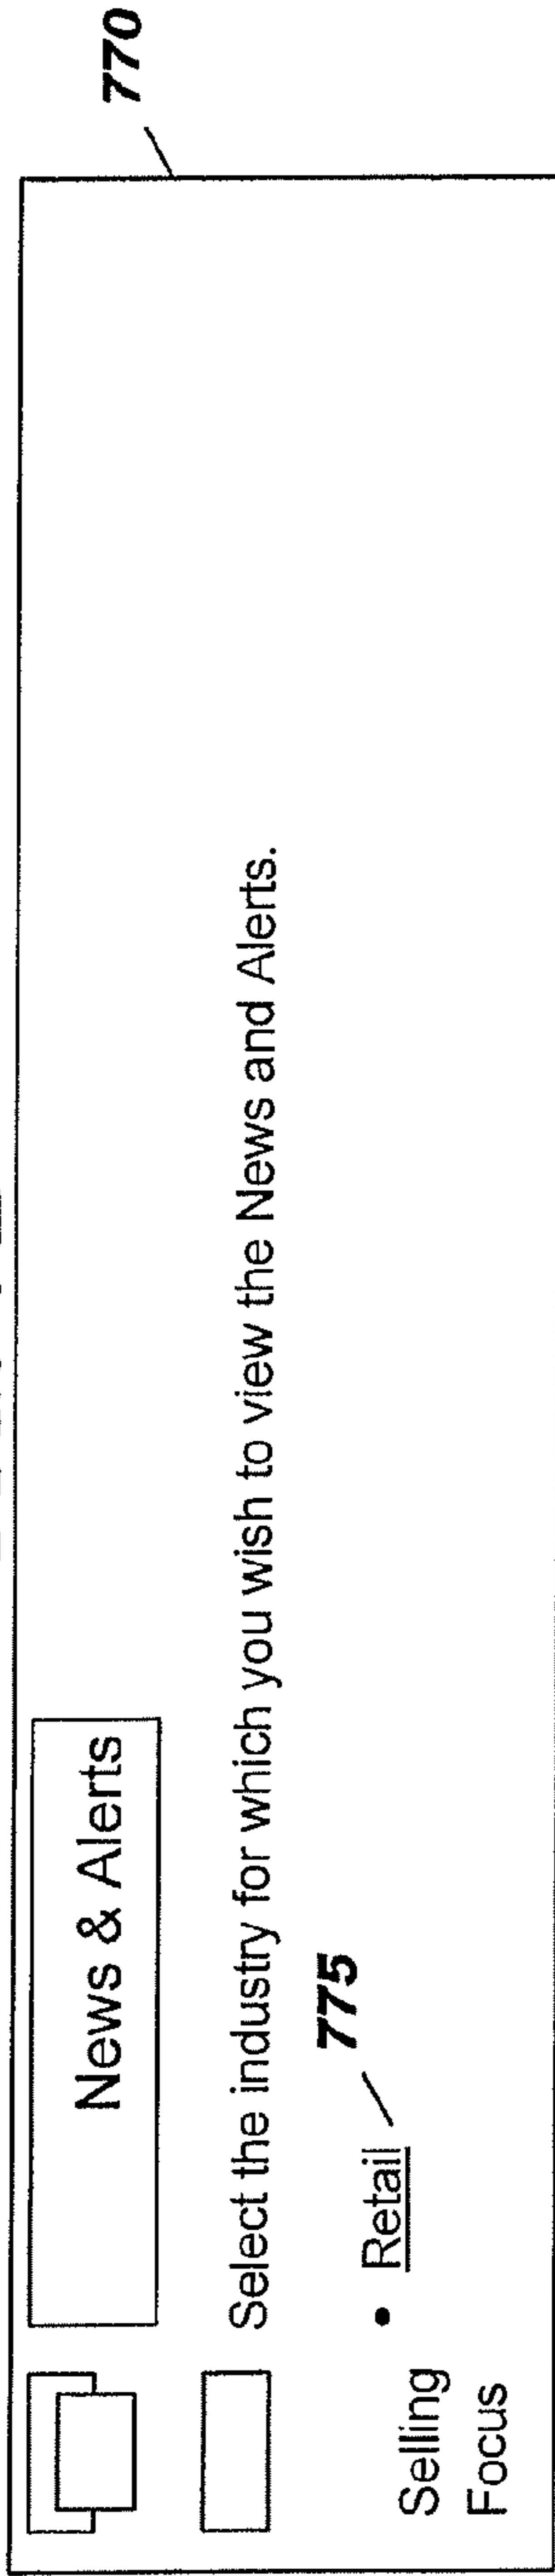 770
News & Alerts
Select the industry for which you wish to view the News and Alerts.
775
• Retail
Selling
Focus